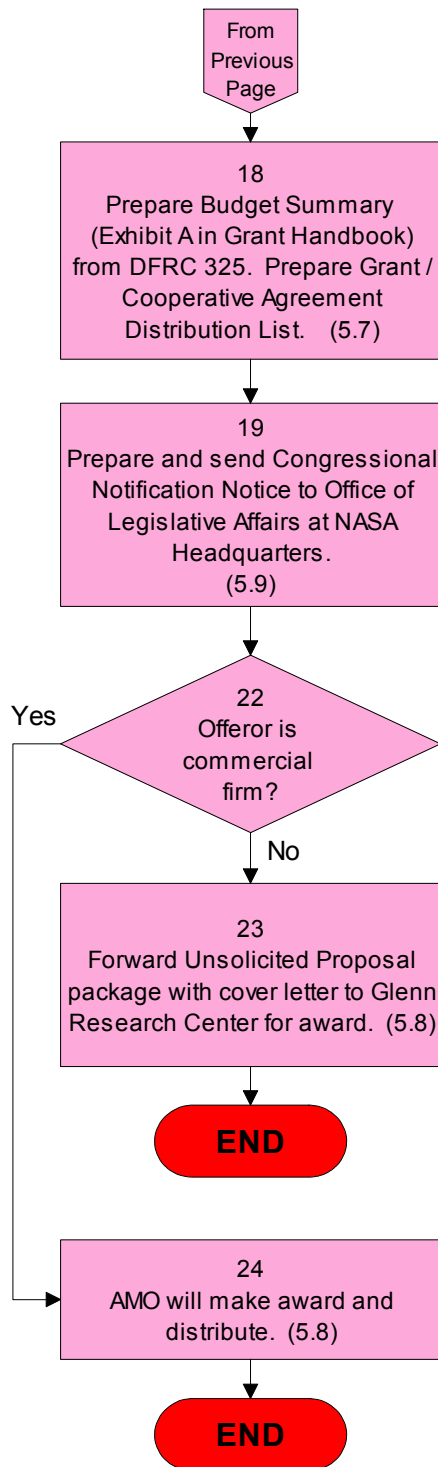 From
Previous
Page
18
Prepare Budget Summary
(Exhibit A in Grant Handbook)
from DFRC 325. Prepare Grant /
Cooperative Agreement
Distribution List. (5.7)
19
Prepare and send Congressional
Notification Notice to Office of
Legislative Affairs at NASA
Headquarters.
(5.9)
Yes
22
Offeror is
commercial
firm?
No
23
Forward Unsolicited Proposal
package with cover letter to Glenn
Research Center for award. (5.8)
END
24
AMO will make award and
distribute. (5.8)
END